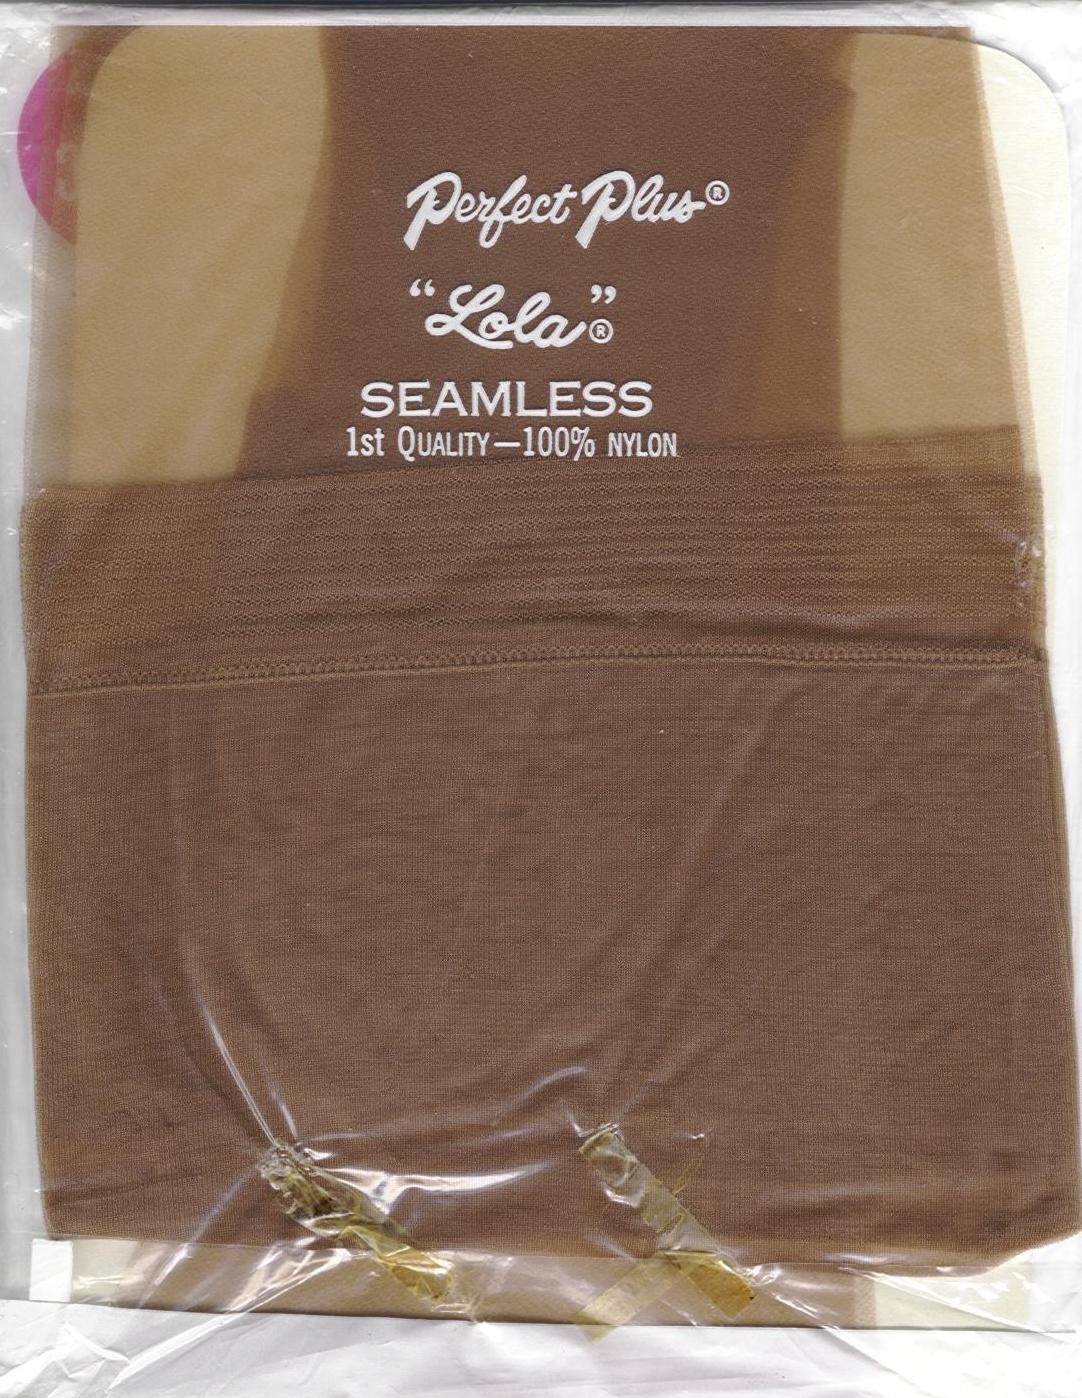 Perfect Plus®
“Lola”®
SEAMLESS
1st QUALITY—100% NYLON